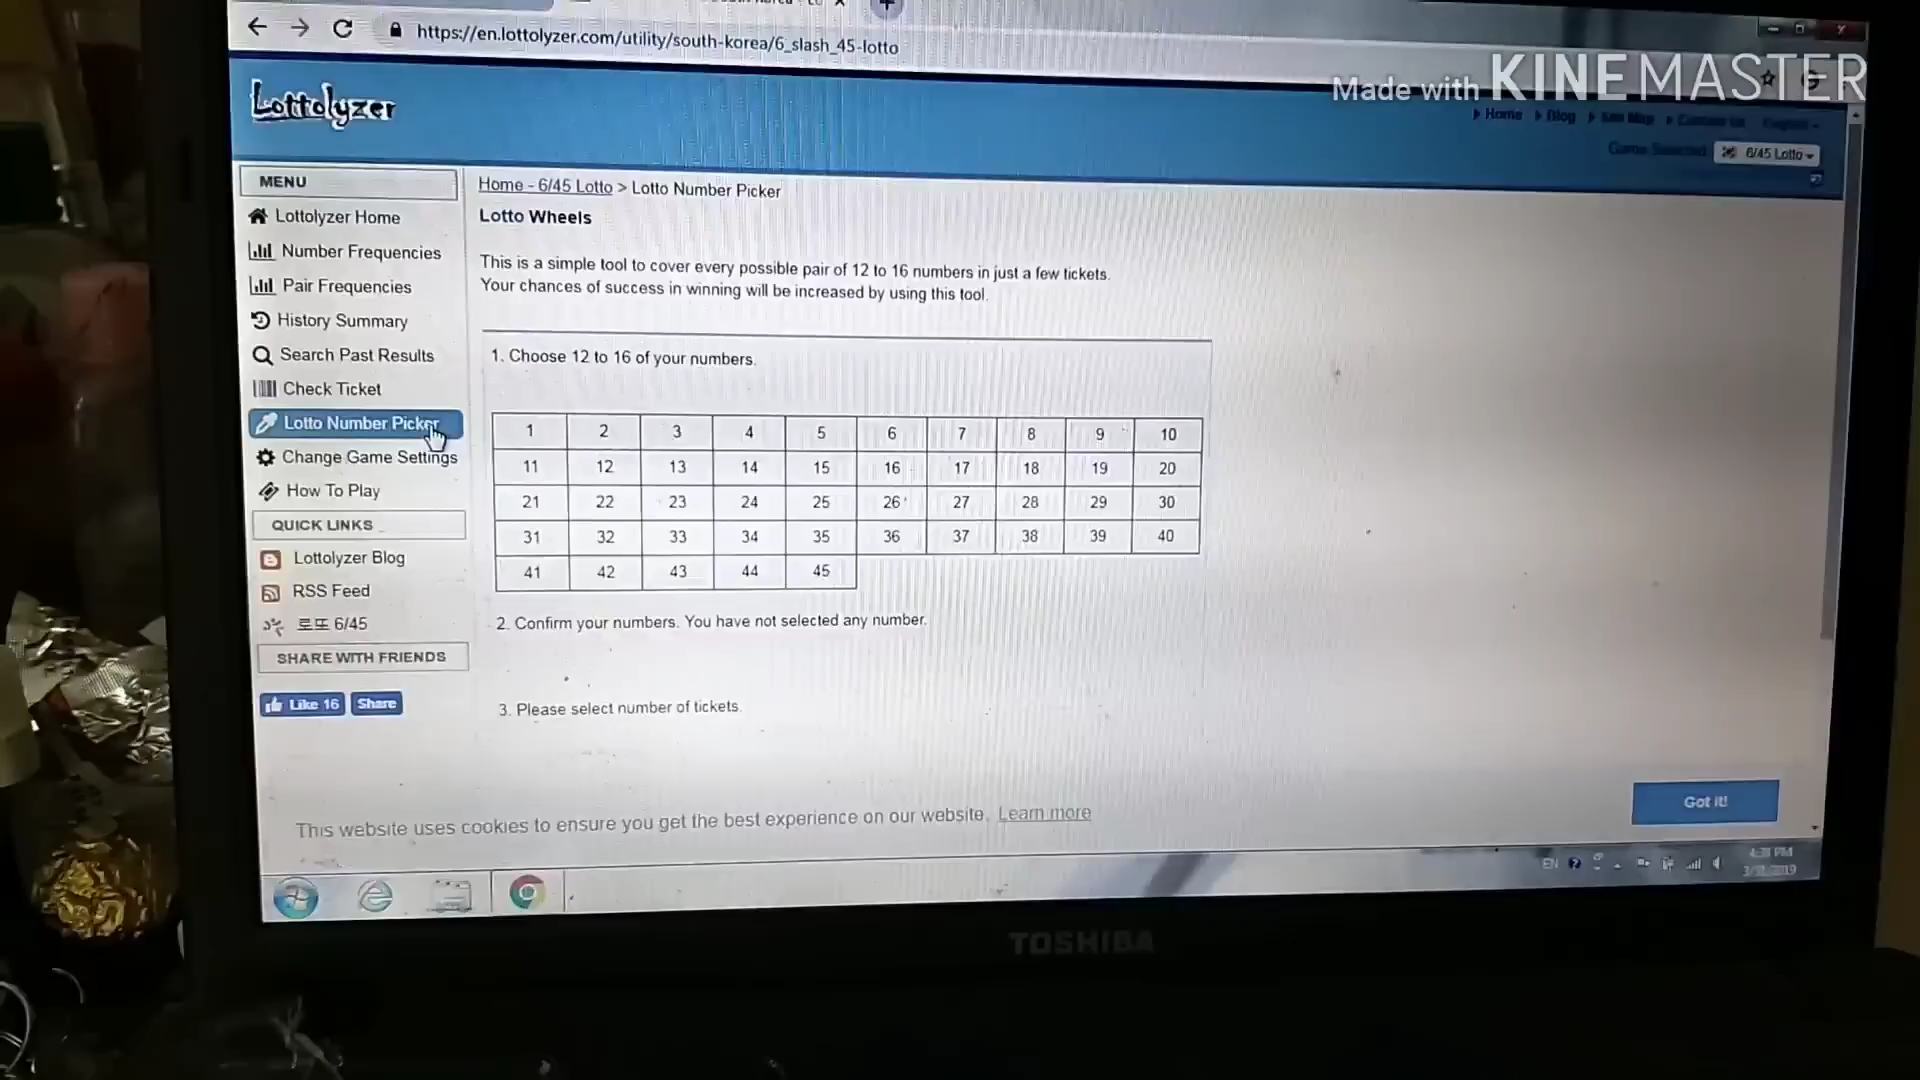 https://en.lottolyzer.com/utility/south-korea/6_slash_45-lotto
Made with KINEMASTER
Lottolyzer
Home Blog Site Map Contact Us English
Game Selected 6/45 Lotto
MENU
Lottolyzer Home
Number Frequencies
Pair Frequencies
History Summary
Search Past Results
Check Ticket
Lotto Number Picker
Change Game Settings
How To Play
QUICK LINKS
Lottolyzer Blog
RSS Feed
로또 6/45
SHARE WITH FRIENDS
Like 16 Share
Home - 6/45 Lotto > Lotto Number Picker
Lotto Wheels
This is a simple tool to cover every possible pair of 12 to 16 numbers in just a few tickets.
Your chances of success in winning will be increased by using this tool.
1. Choose 12 to 16 of your numbers.
1 2 3 4 5 6 7 8 9 10
11 12 13 14 15 16 17 18 19 20
21 22 23 24 25 26 27 28 29 30
31 32 33 34 35 36 37 38 39 40
41 42 43 44 45
2. Confirm your numbers. You have not selected any number.
3. Please select number of tickets.
This website uses cookies to ensure you get the best experience on our website. Learn more
Got it!
EN
TOSHIBA